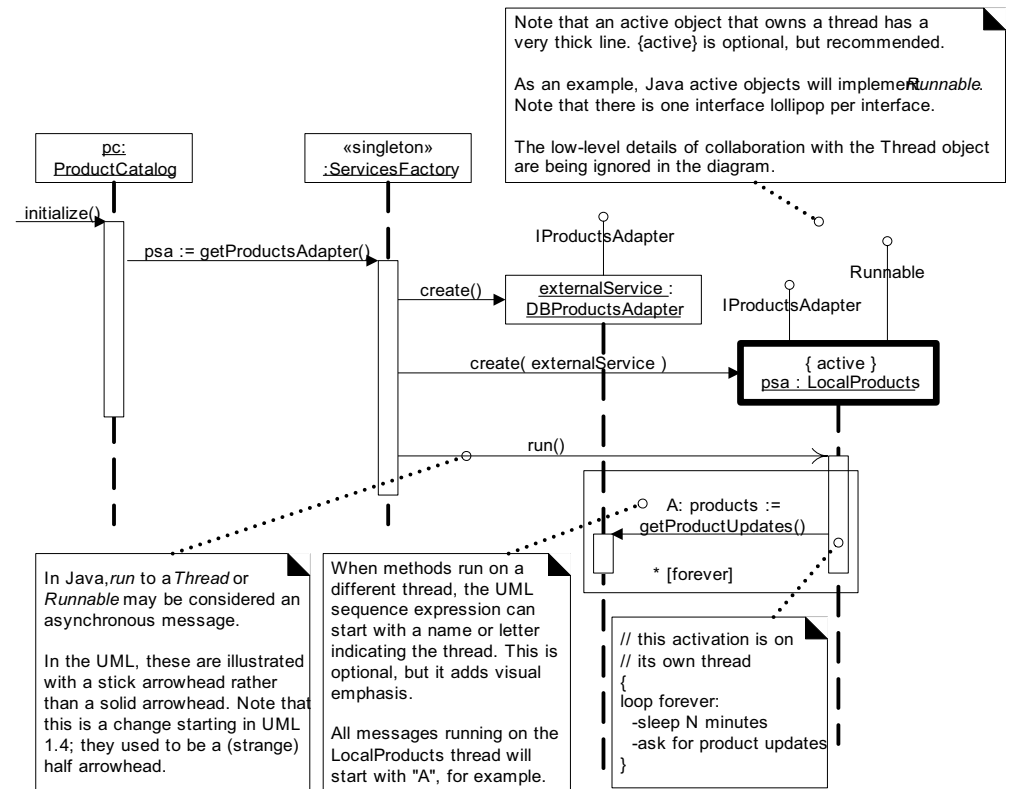 Note that an active object that owns a thread has a
very thick line. {active} is optional, but recommended.
As an example, Java active objects will implement Runnable.
Note that there is one interface lollipop per interface.
The low-level details of collaboration with the Thread object
are being ignored in the diagram.
pc:
ProductCatalog
«singleton»
:ServicesFactory
initialize()
psa := getProductsAdapter()
IProductsAdapter
Runnable
create()
externalService :
DBProductsAdapter
IProductsAdapter
create( externalService )
{ active }
psa : LocalProducts
run()
A: products :=
getProductUpdates()
* [forever]
In Java, run to a Thread or
Runnable may be considered an
asynchronous message.
In the UML, these are illustrated
with a stick arrowhead rather
than a solid arrowhead. Note that
this is a change starting in UML
1.4; they used to be a (strange)
half arrowhead.
When methods run on a
different thread, the UML
sequence expression can
start with a name or letter
indicating the thread. This is
optional, but it adds visual
emphasis.
All messages running on the
LocalProducts thread will
start with "A", for example.
// this activation is on
// its own thread
{
loop forever:
-sleep N minutes
-ask for product updates
}